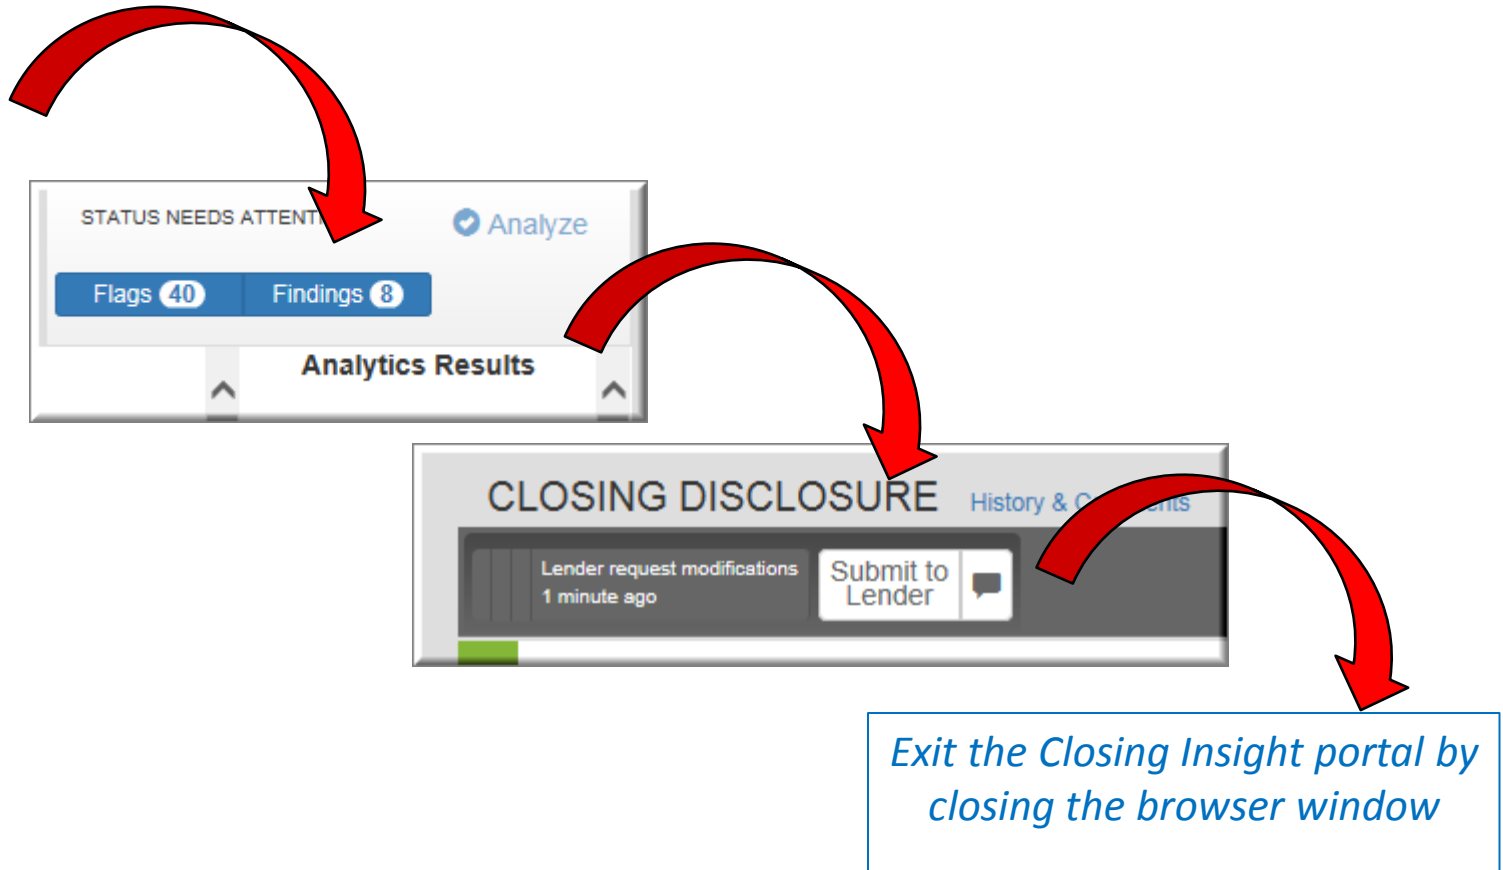 STATUS NEEDS
Analyze
Flags 40 Findings 8
Analytics Results
CLOSING DISCLOSURE History &
Lender request modifications
1 minute ago
Submit to
Lender
Exit the Closing Insight portal by
closing the browser window